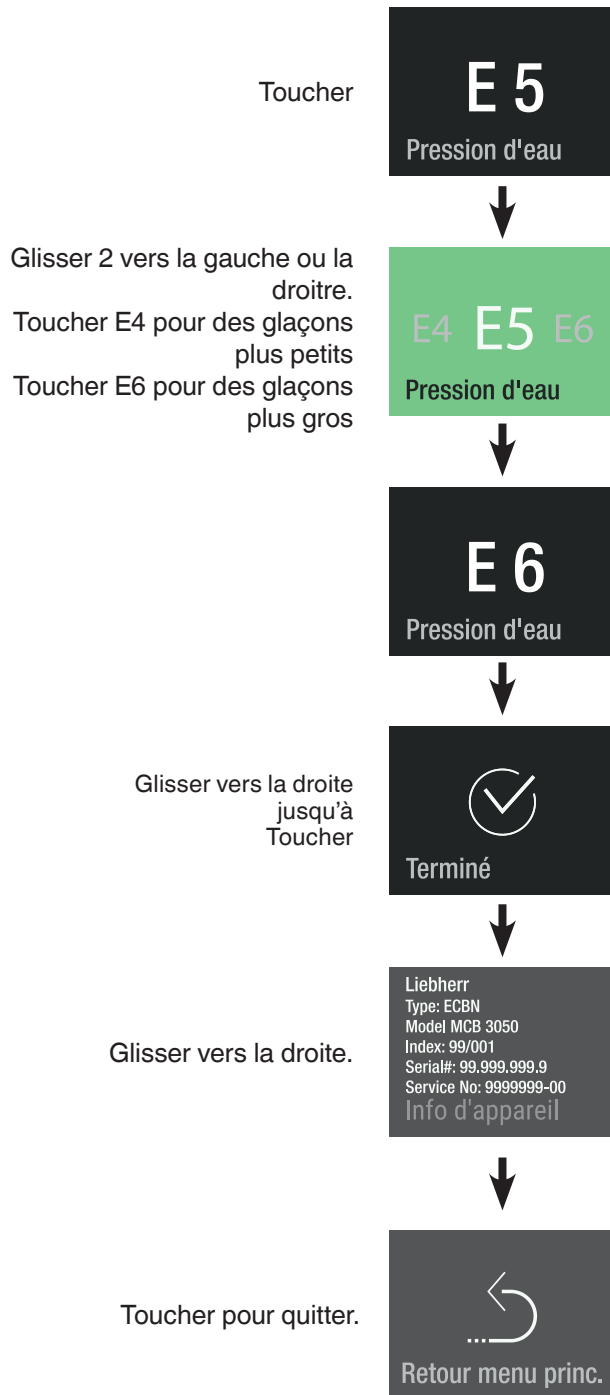 Toucher
E 5
Pression d'eau
Glisser 2 vers la gauche ou la
droitre.
Toucher E4 pour des glaçons
plus petits
Toucher E6 pour des glaçons
plus gros
E4 E5 E6
Pression d'eau
E 6
Pression d'eau
Glisser vers la droite
jusqu'à
Toucher
Terminé
Glisser vers la droite.
Liebherr
Type: ECBN
Model MCB 3050
Index: 99/001
Serial#: 99.999.999.9
Service No: 9999999-00
Info d'appareil
Toucher pour quitter.
Retour menu princ.